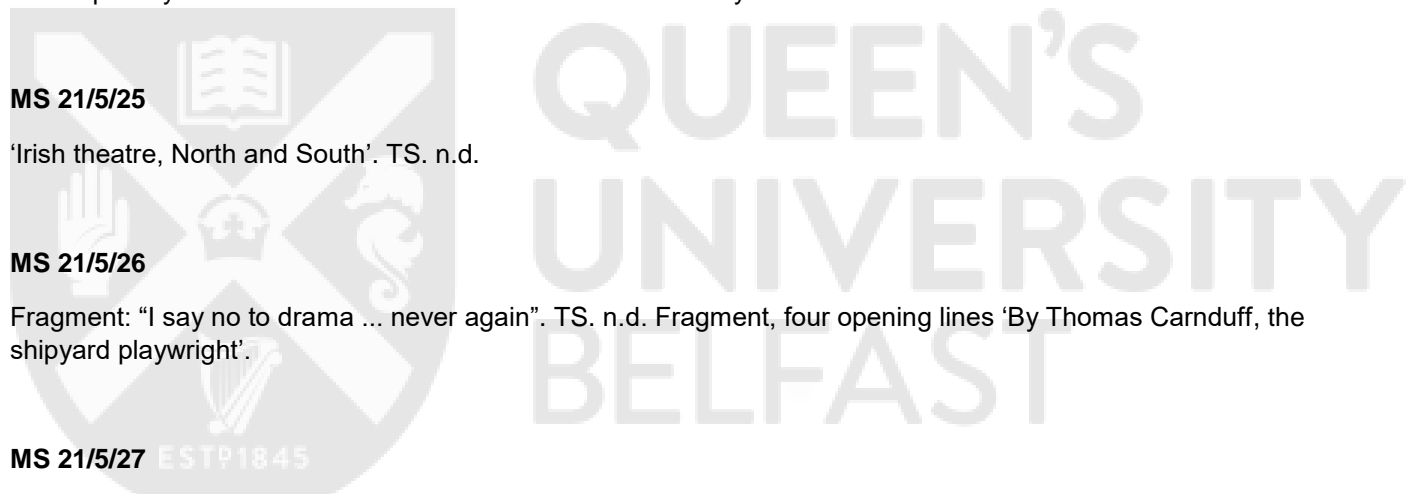 MS 21/5/25
‘Irish theatre, North and South’. TS. n.d.
MS 21/5/26
Fragment: “I say no to drama ... never again”. TS. n.d. Fragment, four opening lines ‘By Thomas Carnduff, the
shipyard playwright’.
MS 21/5/27
QUEEN’S
UNIVERSITY
BELFAST
ESTD 1845